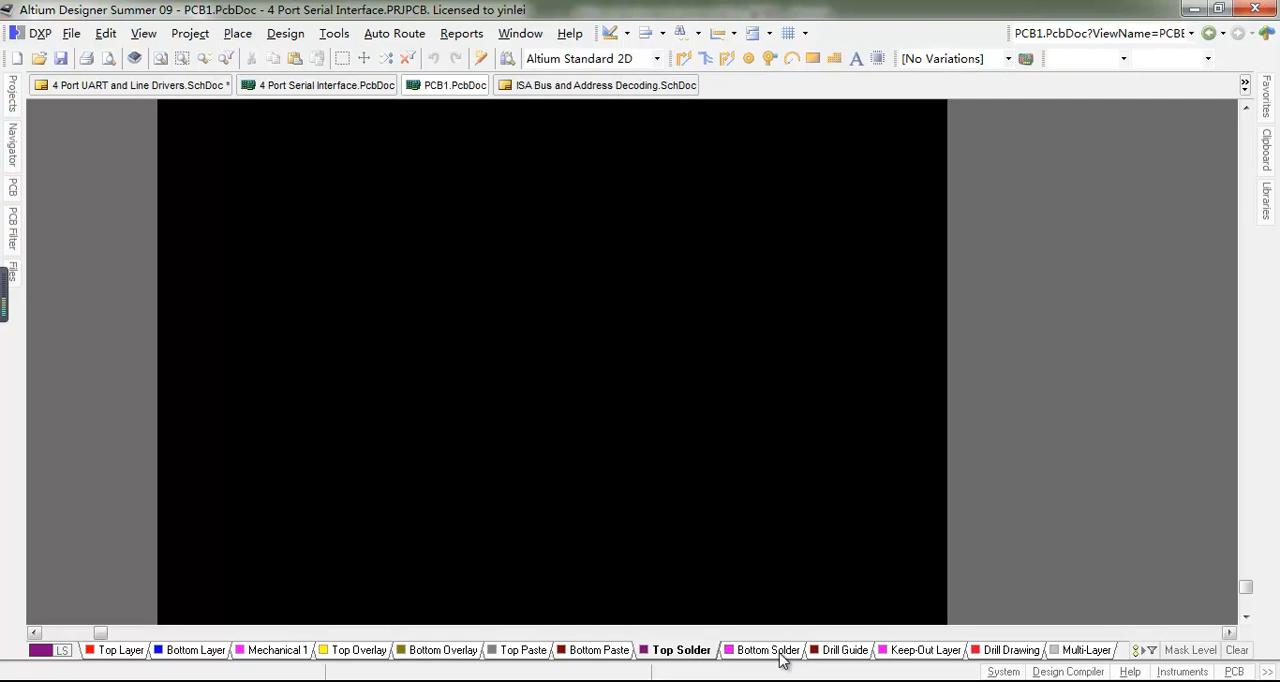 Altium Designer Summer 09 - PCB1.PcbDoc - 4 Port Serial Interface.PRJPCB. Licensed to yinlei
DXP File Edit View Project Place Design Tools Auto Route Reports Window Help PCB1.PcbDoc?ViewName=PCBE
Altium Standard 2D A [No Variations]
4 Port UART and Line Drivers.SchDoc * 4 Port Serial Interface.PcbDoc PCB1.PcbDoc ISA Bus and Address Decoding.SchDoc
Projects
Navigator
PCB
PCB Filter
Files
Favorites
Clipboard
Libraries
LS Top Layer Bottom Layer Mechanical 1 Top Overlay Bottom Overlay Top Paste Bottom Paste Top Solder Bottom Solder Drill Guide Keep-Out Layer Drill Drawing Multi-Layer Mask Level Clear
System Design Compiler Help Instruments PCB >>